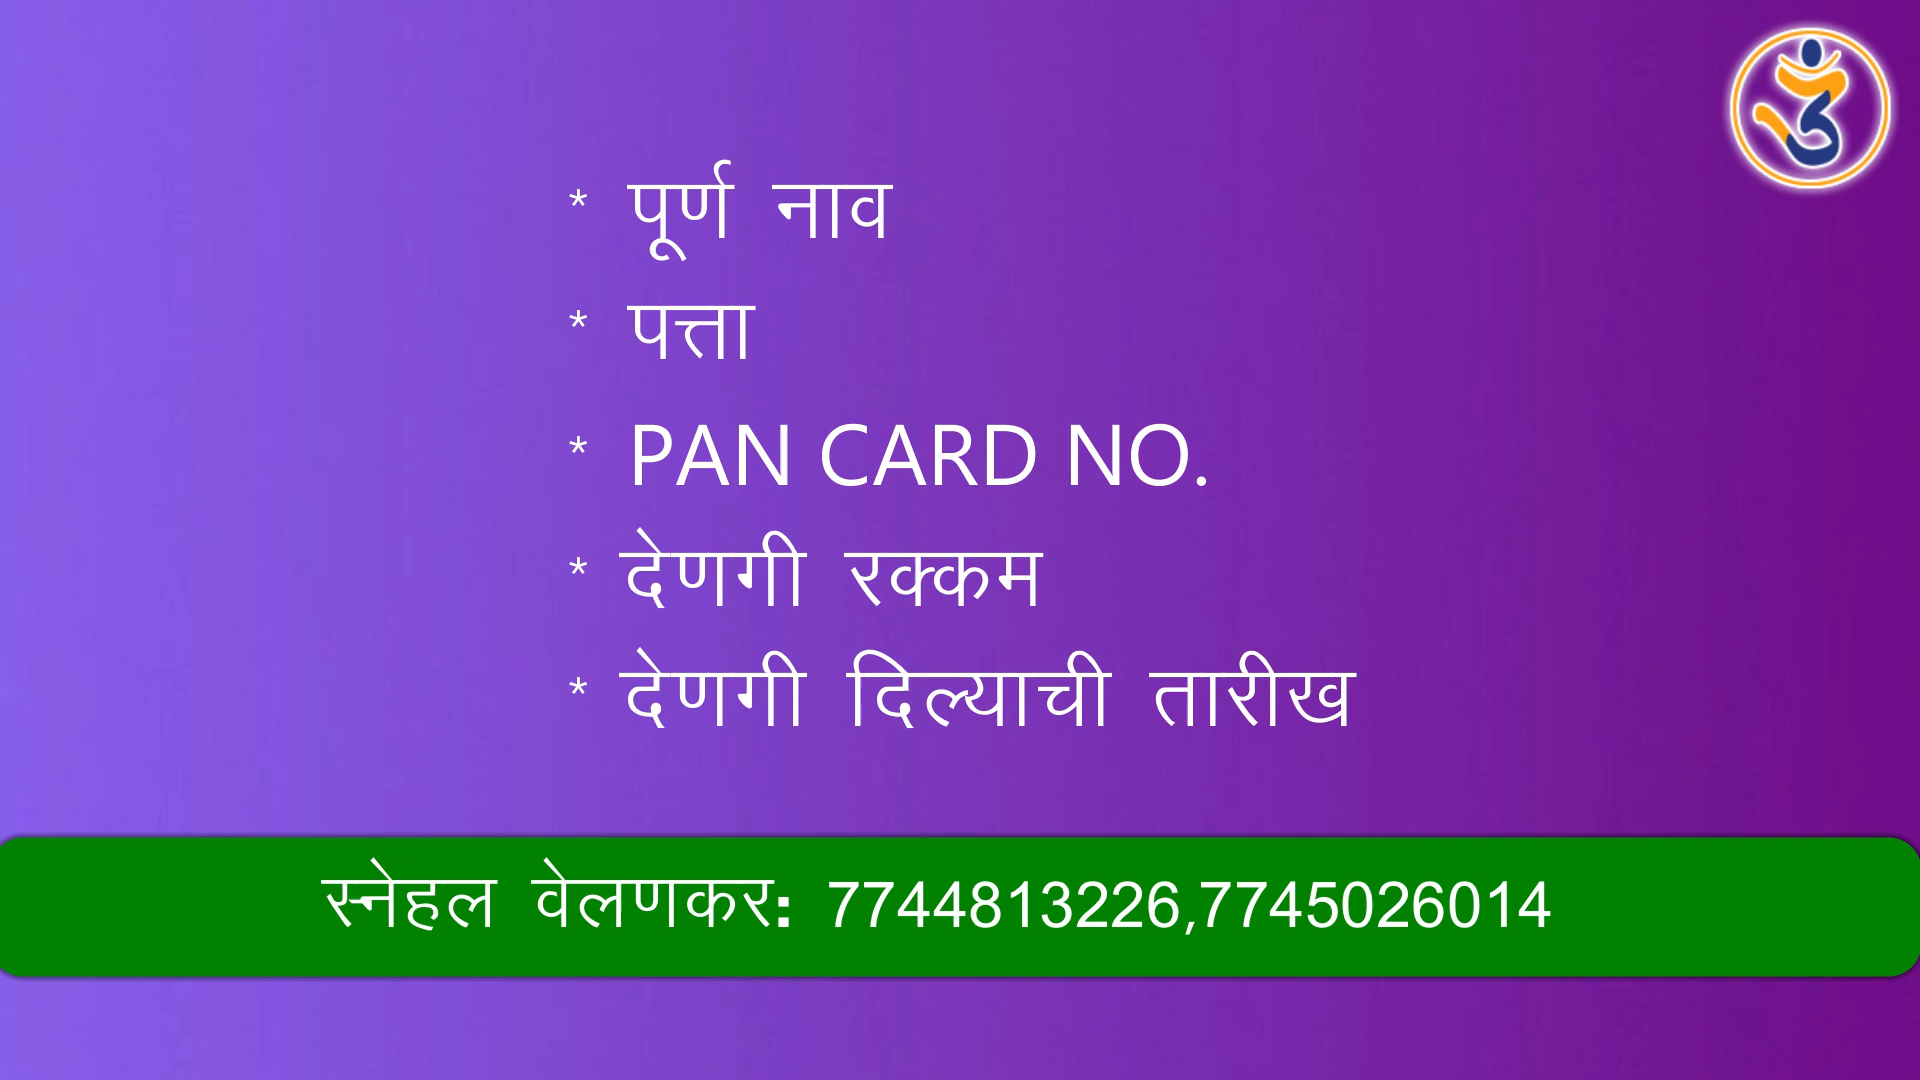 * पूर्ण नाव
* पत्ता
* PAN CARD NO.
* देणगी रक्कम
* देणगी दिल्याची तारीख
स्नेहल वेलणकर: 7744813226,7745026014